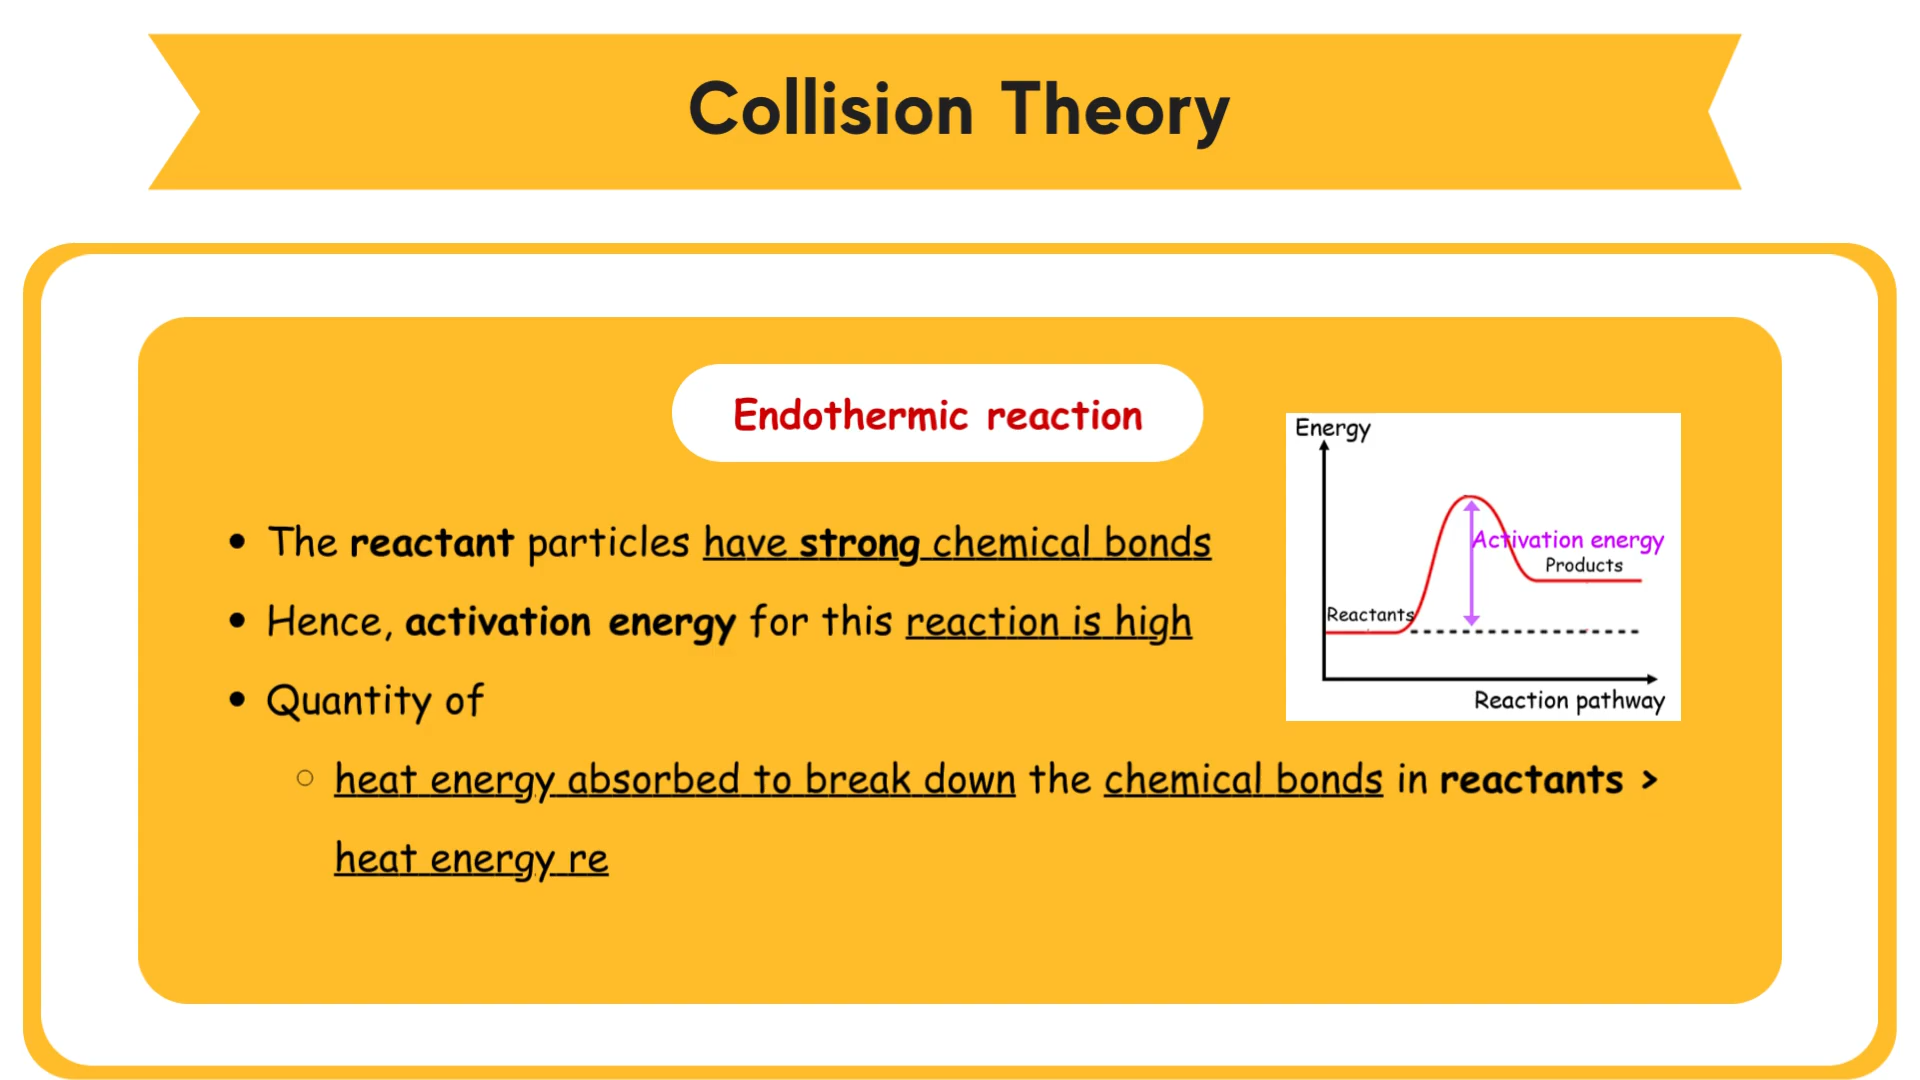 Collision Theory
Endothermic reaction
• The reactant particles have strong chemical bonds
• Hence, activation energy for this reaction is high
• Quantity of
○ heat energy absorbed to break down the chemical bonds in reactants >
heat energy re
Energy
Activation energy
Products
Reactants
Reaction pathway